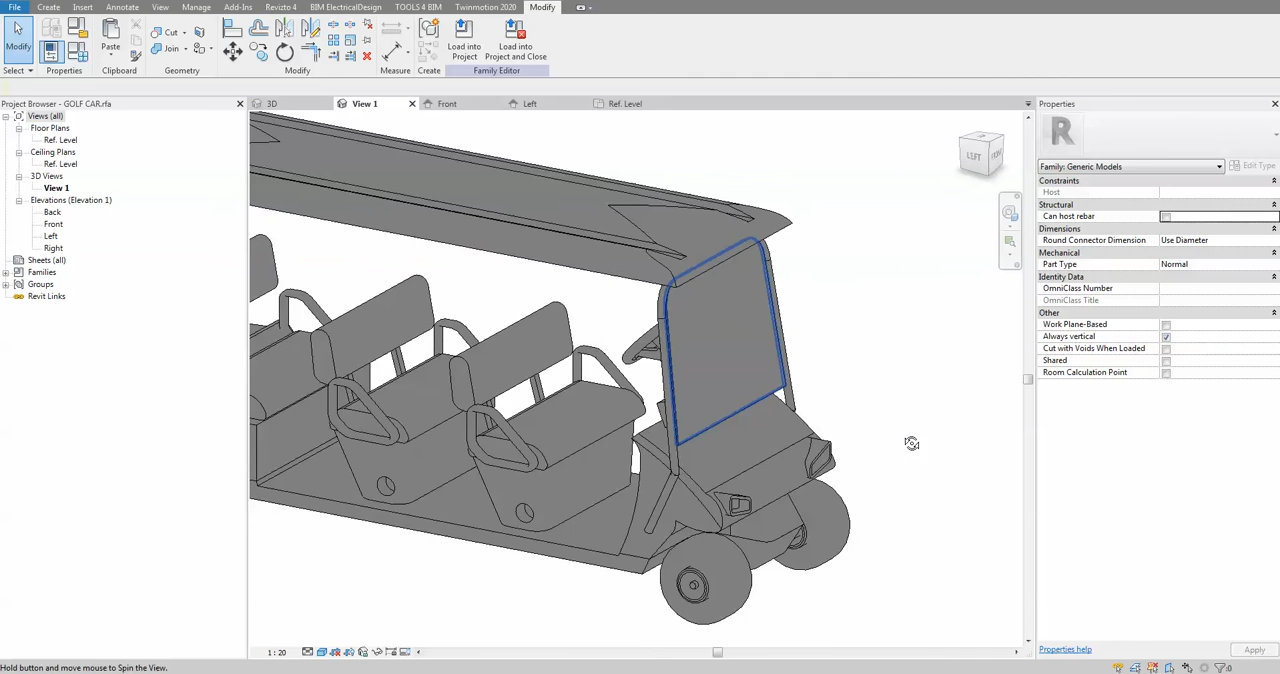 File Create Insert Annotate View Manage Add-Ins Revizto 4 BIM ElectricalDesign TOOLS 4 BIM Twinmotion 2020 Modify
Modify Paste Cut Join Load into Project Load into Project and Close
Select Properties Clipboard Geometry Modify Measure Create Family Editor
Project Browser - GOLF CAR.rfa
Views (all)
Floor Plans
Ref. Level
Ceiling Plans
Ref. Level
3D Views
View 1
Elevations (Elevation 1)
Back
Front
Left
Right
Sheets (all)
Families
Groups
Revit Links
3D View 1 Front Left Ref. Level
LEFT
Properties
R
Family: Generic Models Edit Type
Constraints
Host
Structural
Can host rebar
Dimensions
Round Connector Dimension Use Diameter
Mechanical
Part Type Normal
Identity Data
OmniClass Number
OmniClass Title
Other
Work Plane-Based
Always vertical
Cut with Voids When Loaded
Shared
Room Calculation Point
Properties help Apply
1 : 20
Hold button and move mouse to Spin the View.
:0